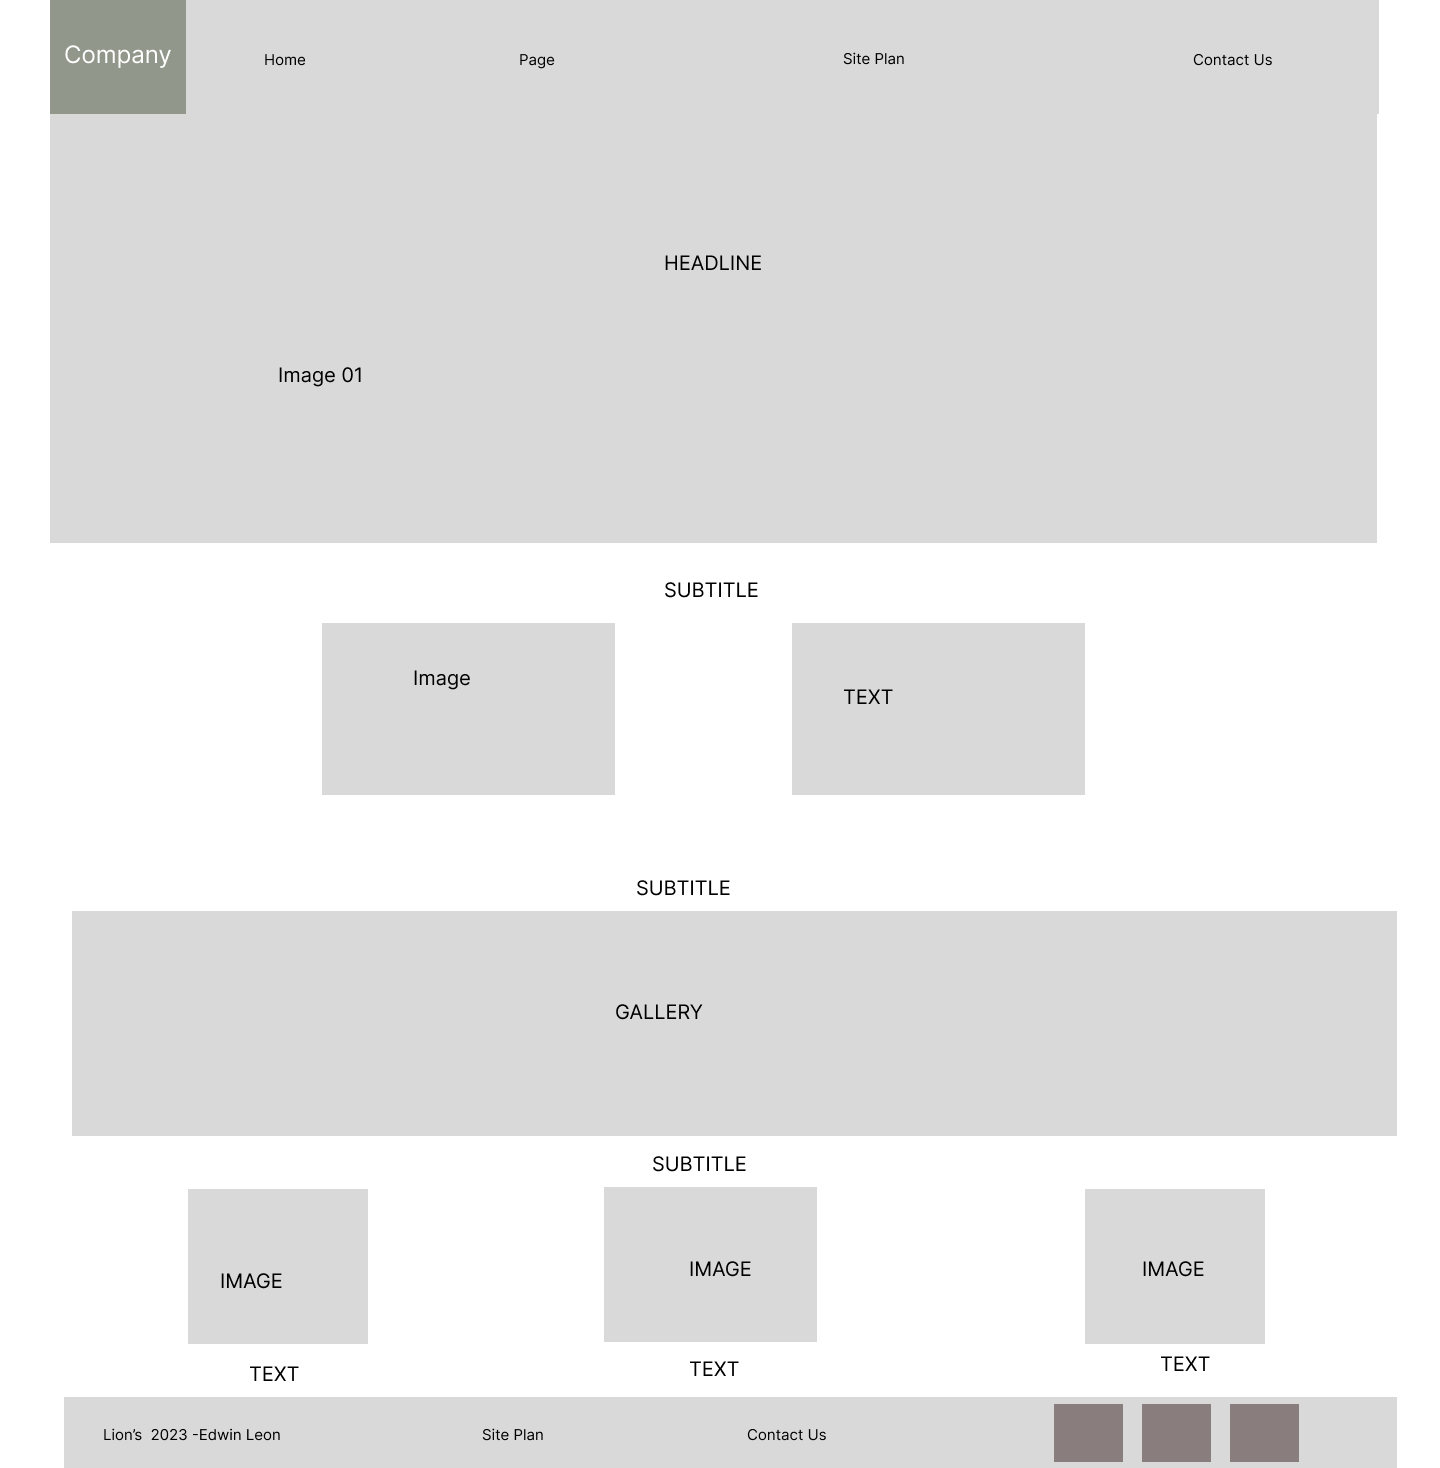 Company
Home
Page
Site Plan
Contact Us
HEADLINE
Image 01
SUBTITLE
Image
TEXT
SUBTITLE
GALLERY
SUBTITLE
IMAGE
IMAGE
IMAGE
TEXT
TEXT
TEXT
Lion’s  2023 -Edwin Leon
Site Plan
Contact Us